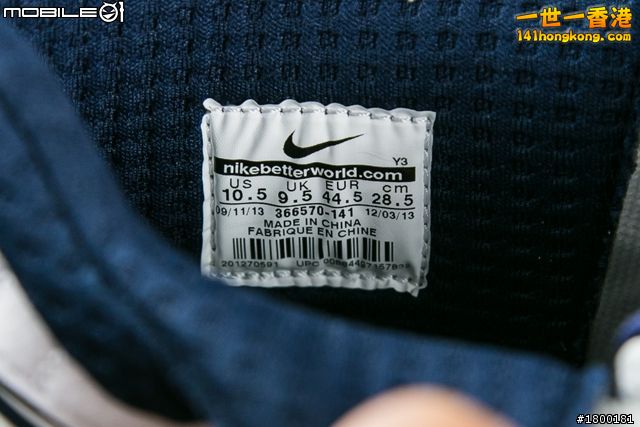 MOBILE01
一世一香港
141hongkong.com
Y3
nikebetterworld.com
US UK EUR cm
10.5 9.5 44.5 28.5
09/11/13 366570-141 12/03/13
MADE IN CHINA
FABRIQUE EN CHINE
201270591 UPC
#1800181